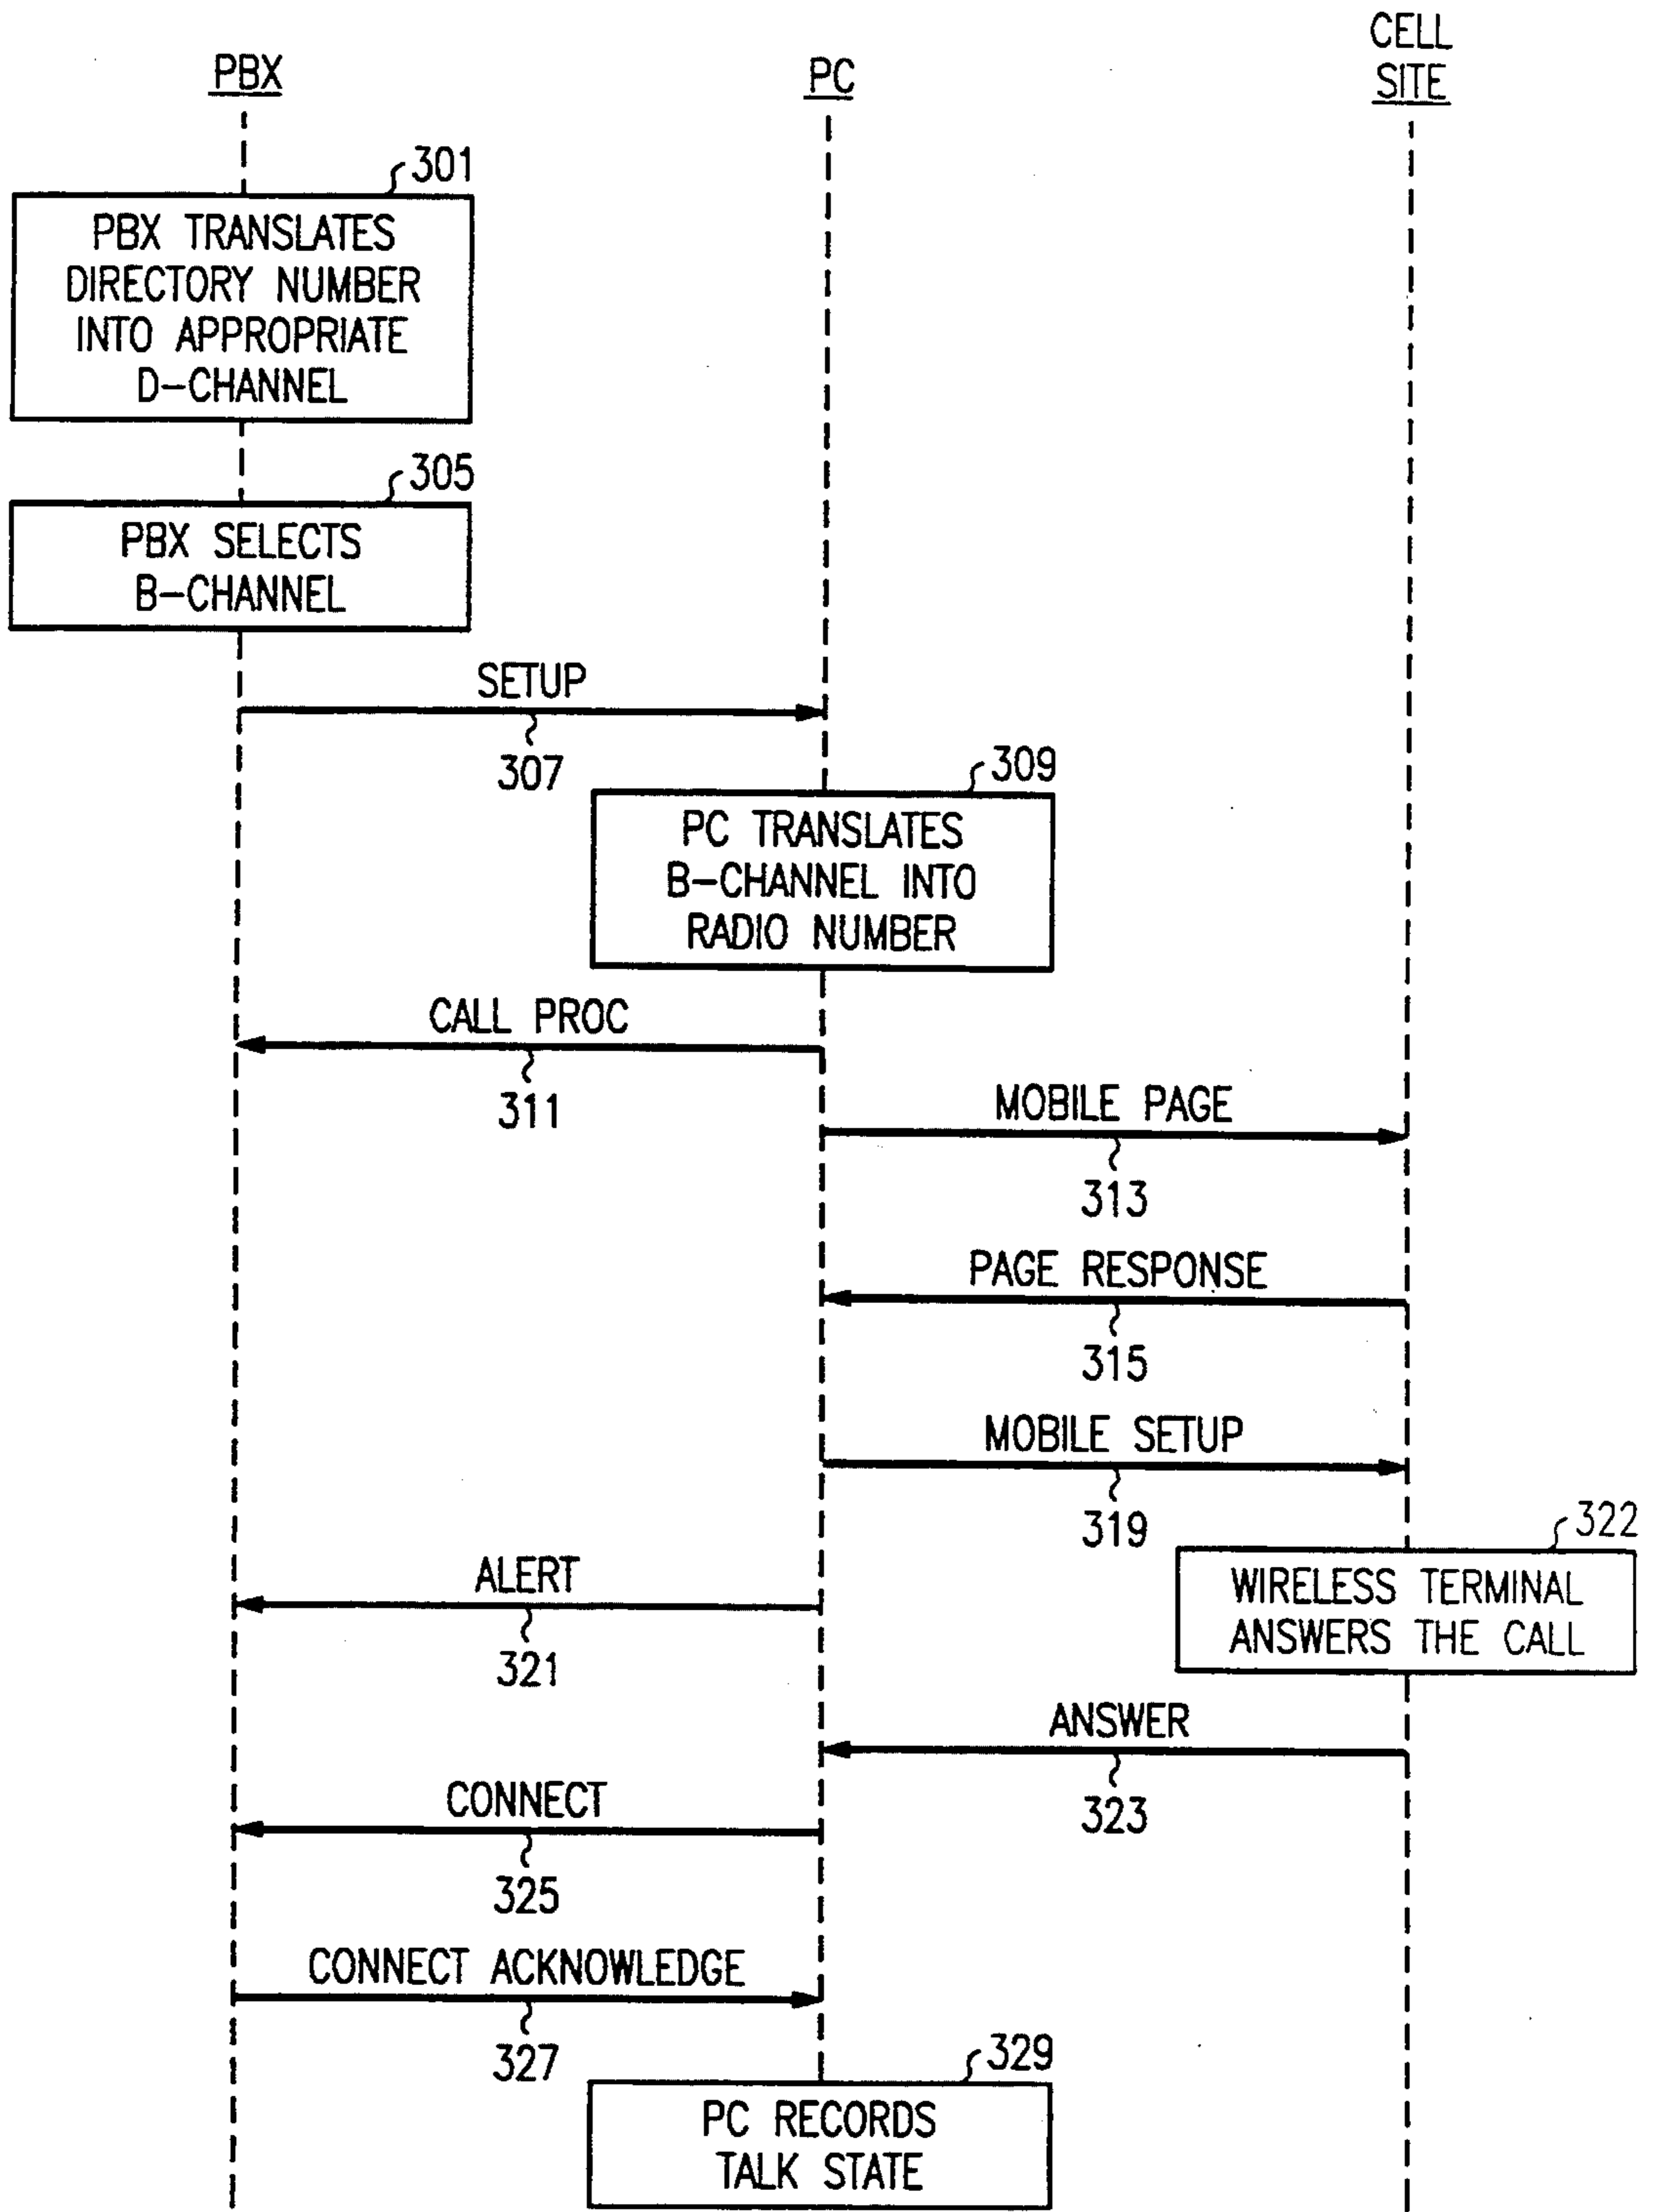 PBX
PC
CELL
SITE
301
PBX TRANSLATES
DIRECTORY NUMBER
INTO APPROPRIATE
D-CHANNEL
305
PBX SELECTS
B-CHANNEL
SETUP
307
309
PC TRANSLATES
B-CHANNEL INTO
RADIO NUMBER
CALL PROC
311
MOBILE PAGE
313
PAGE RESPONSE
315
MOBILE SETUP
319
322
WIRELESS TERMINAL
ANSWERS THE CALL
ALERT
321
ANSWER
323
CONNECT
325
CONNECT ACKNOWLEDGE
327
329
PC RECORDS
TALK STATE